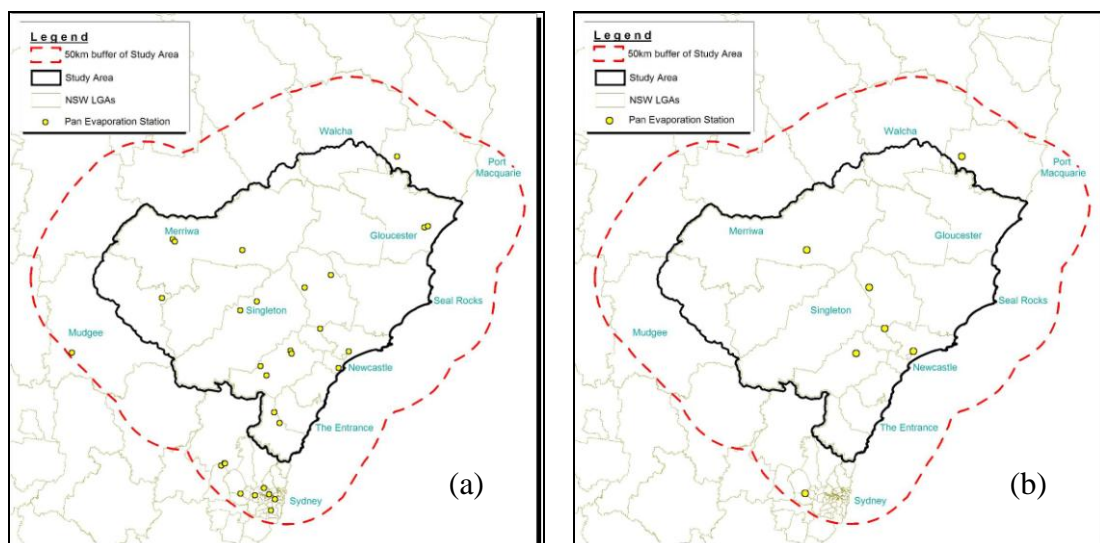 Legend
50km buffer of Study Area
Study Area
NSW LGAs
Pan Evaporation Station
Walcha
Port
Macquarie
Merriwa
Gloucester
Seal Rocks
Singleton
Mudgee
Newcastle
The Entrance
(a)
Sydney
Legend
50km buffer of Study Area
Study Area
NSW LGAs
Pan Evaporation Station
Walcha
Port
Macquarie
Merriwa
Gloucester
Seal Rocks
Singleton
Mudgee
Newcastle
The Entrance
(b)
Sydney